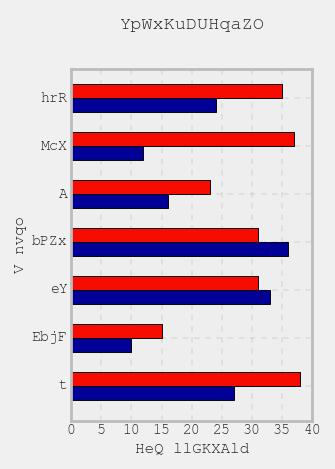 YpWxKuDUHqaZO
V nvqo
hrR
McX
A
bPZx
eY
EbjF
t
0 5 10 15 20 25 30 35 40
HeQ llGKXAld